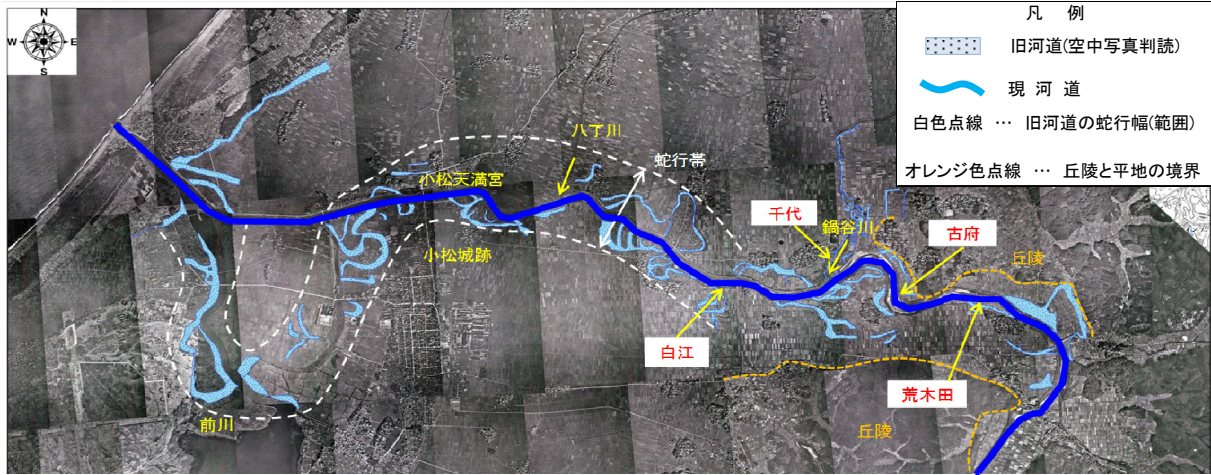 N
W E
S
凡 例
旧河道(空中写真判読)
現 河 道
白色点線 … 旧河道の蛇行幅(範囲)
オレンジ色点線 … 丘陵と平地の境界
八丁川
蛇行帯
小松天満宮
千代
鍋谷川
古府
小松城跡
丘陵
白江
荒木田
前川
丘陵